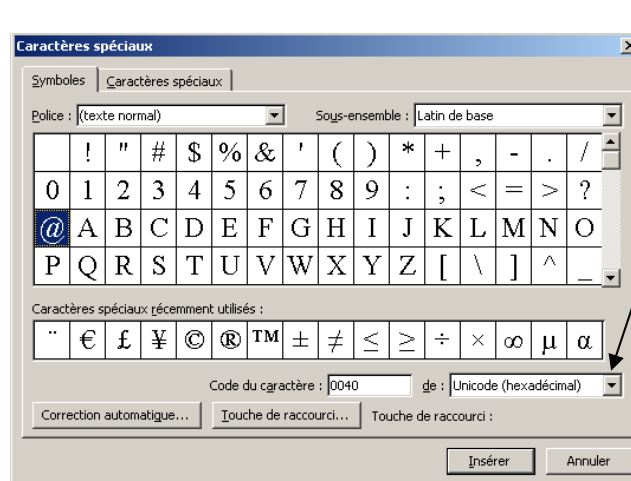 Caractères spéciaux
Symboles Caractères spéciaux
Police : (texte normal) Sous-ensemble : Latin de base
! " # $ % & ' ( ) * + , - . /
0 1 2 3 4 5 6 7 8 9 : ; < = > ?
@ A B C D E F G H I J K L M N O
P Q R S T U V W X Y Z [ \ ] ^ _
Caractères spéciaux récemment utilisés :
¨ € £ ¥ © ® ™ ± ≠ ≤ ≥ ÷ × ∞ µ α
Code du caractère : 0040 de : Unicode (hexadécimal)
Correction automatique... Touche de raccourci... Touche de raccourci :
Insérer Annuler